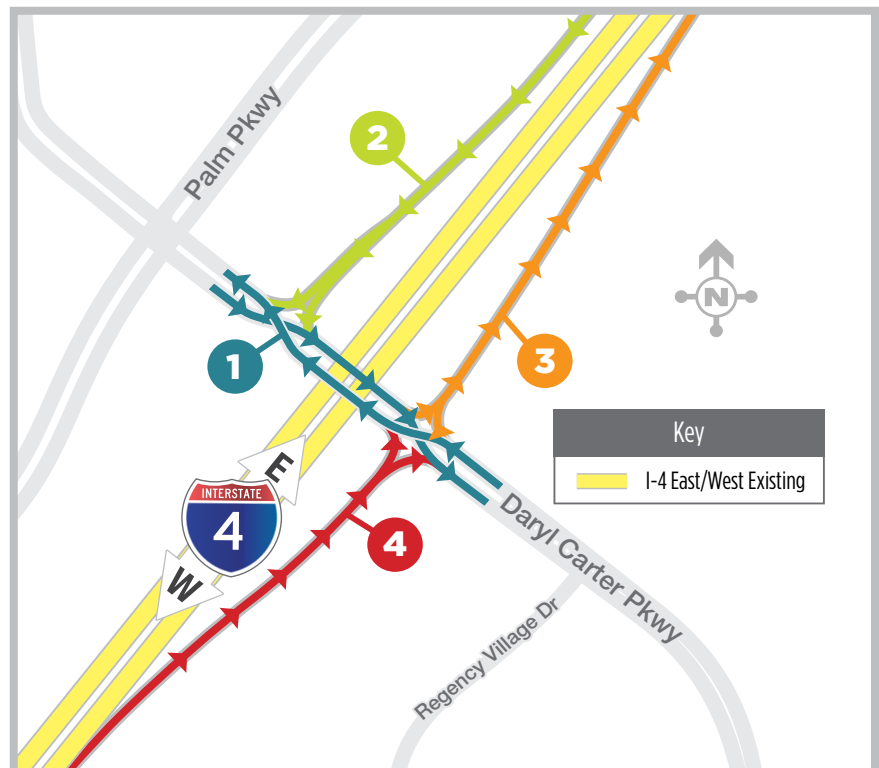 Palm Pkwy
2
N
1
3
Key
I-4 East/West Existing
E
INTERSTATE
4
W
4
Daryl Carter Pkwy
Regency Village Dr